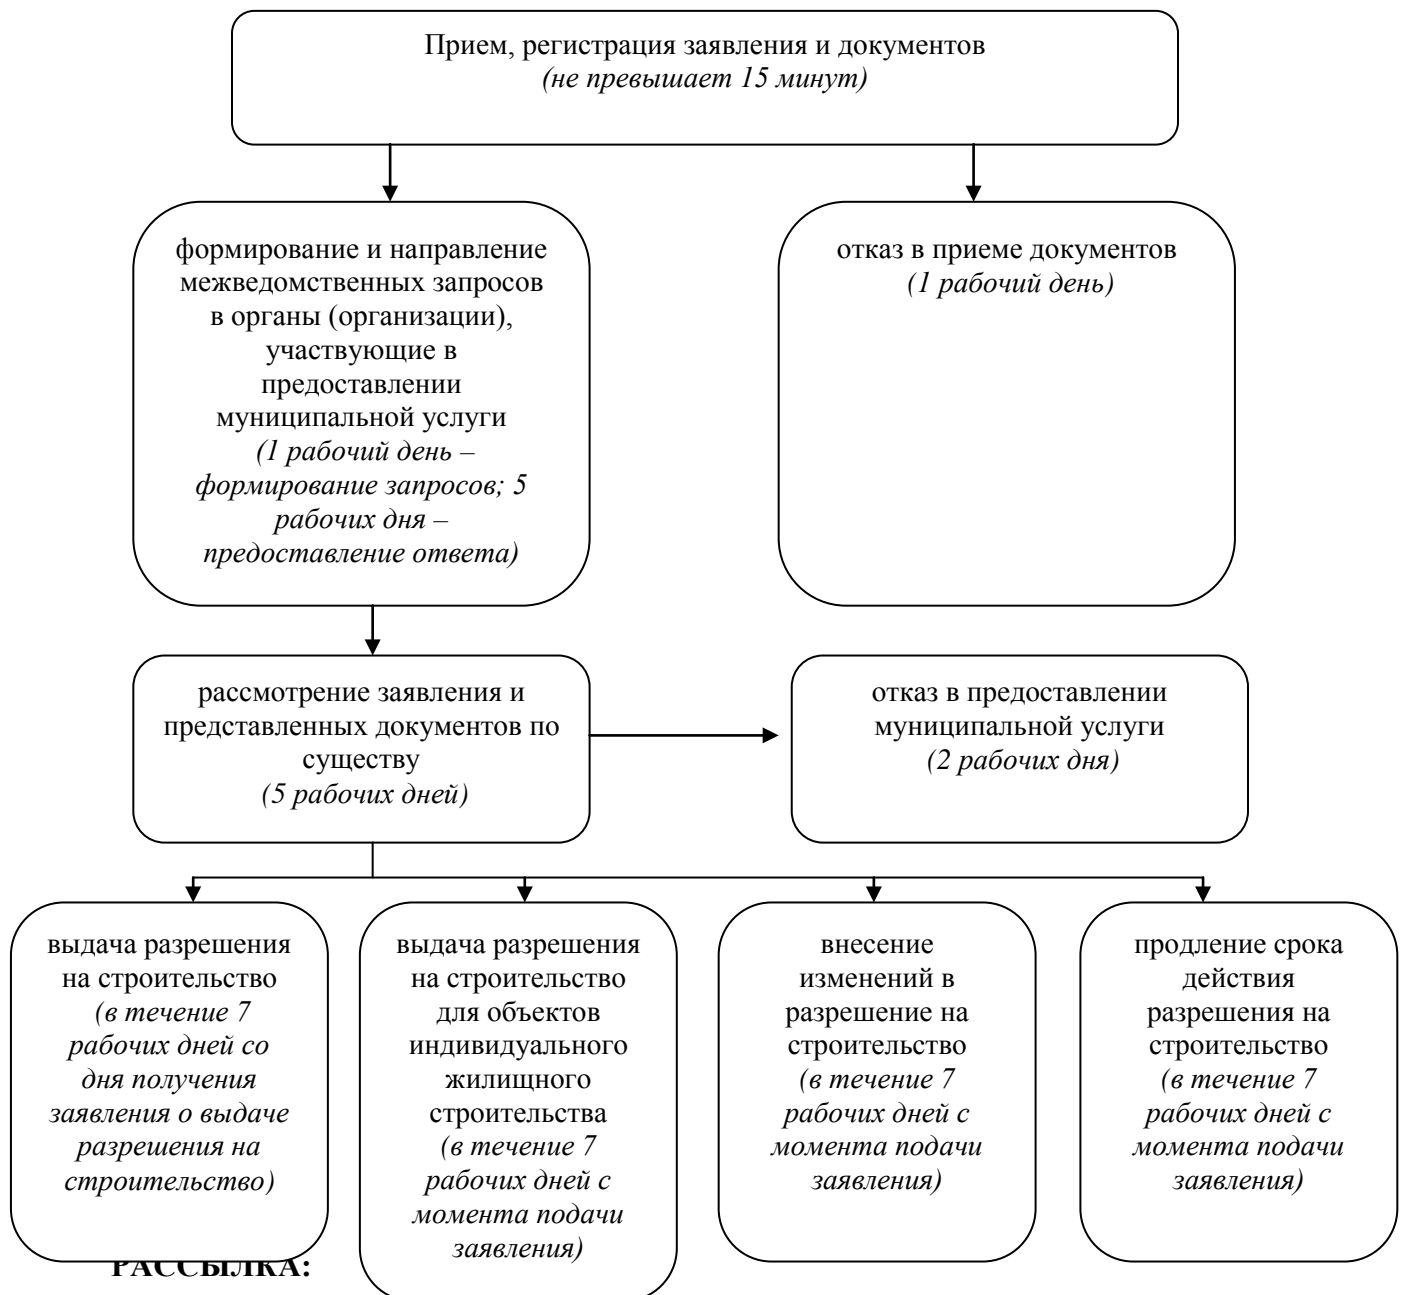 Прием, регистрация заявления и документов
(не превышает 15 минут)
формирование и направление
межведомственных запросов
в органы (организации),
участвующие в
предоставлении
муниципальной услуги
(1 рабочий день –
формирование запросов; 5
рабочих дня –
предоставление ответа)
отказ в приеме документов
(1 рабочий день)
рассмотрение заявления и
представленных документов по
существу
(5 рабочих дней)
отказ в предоставлении
муниципальной услуги
(2 рабочих дня)
выдача разрешения
на строительство
(в течение 7
рабочих дней со
дня получения
заявления о выдаче
разрешения на
строительство)
выдача разрешения
на строительство
для объектов
индивидуального
жилищного
строительства
(в течение 7
рабочих дней с
момента подачи
заявления)
внесение
изменений в
разрешение на
строительство
(в течение 7
рабочих дней с
момента подачи
заявления)
продление срока
действия
разрешения на
строительство
(в течение 7
рабочих дней с
момента подачи
заявления)
РАССЫЛКА: